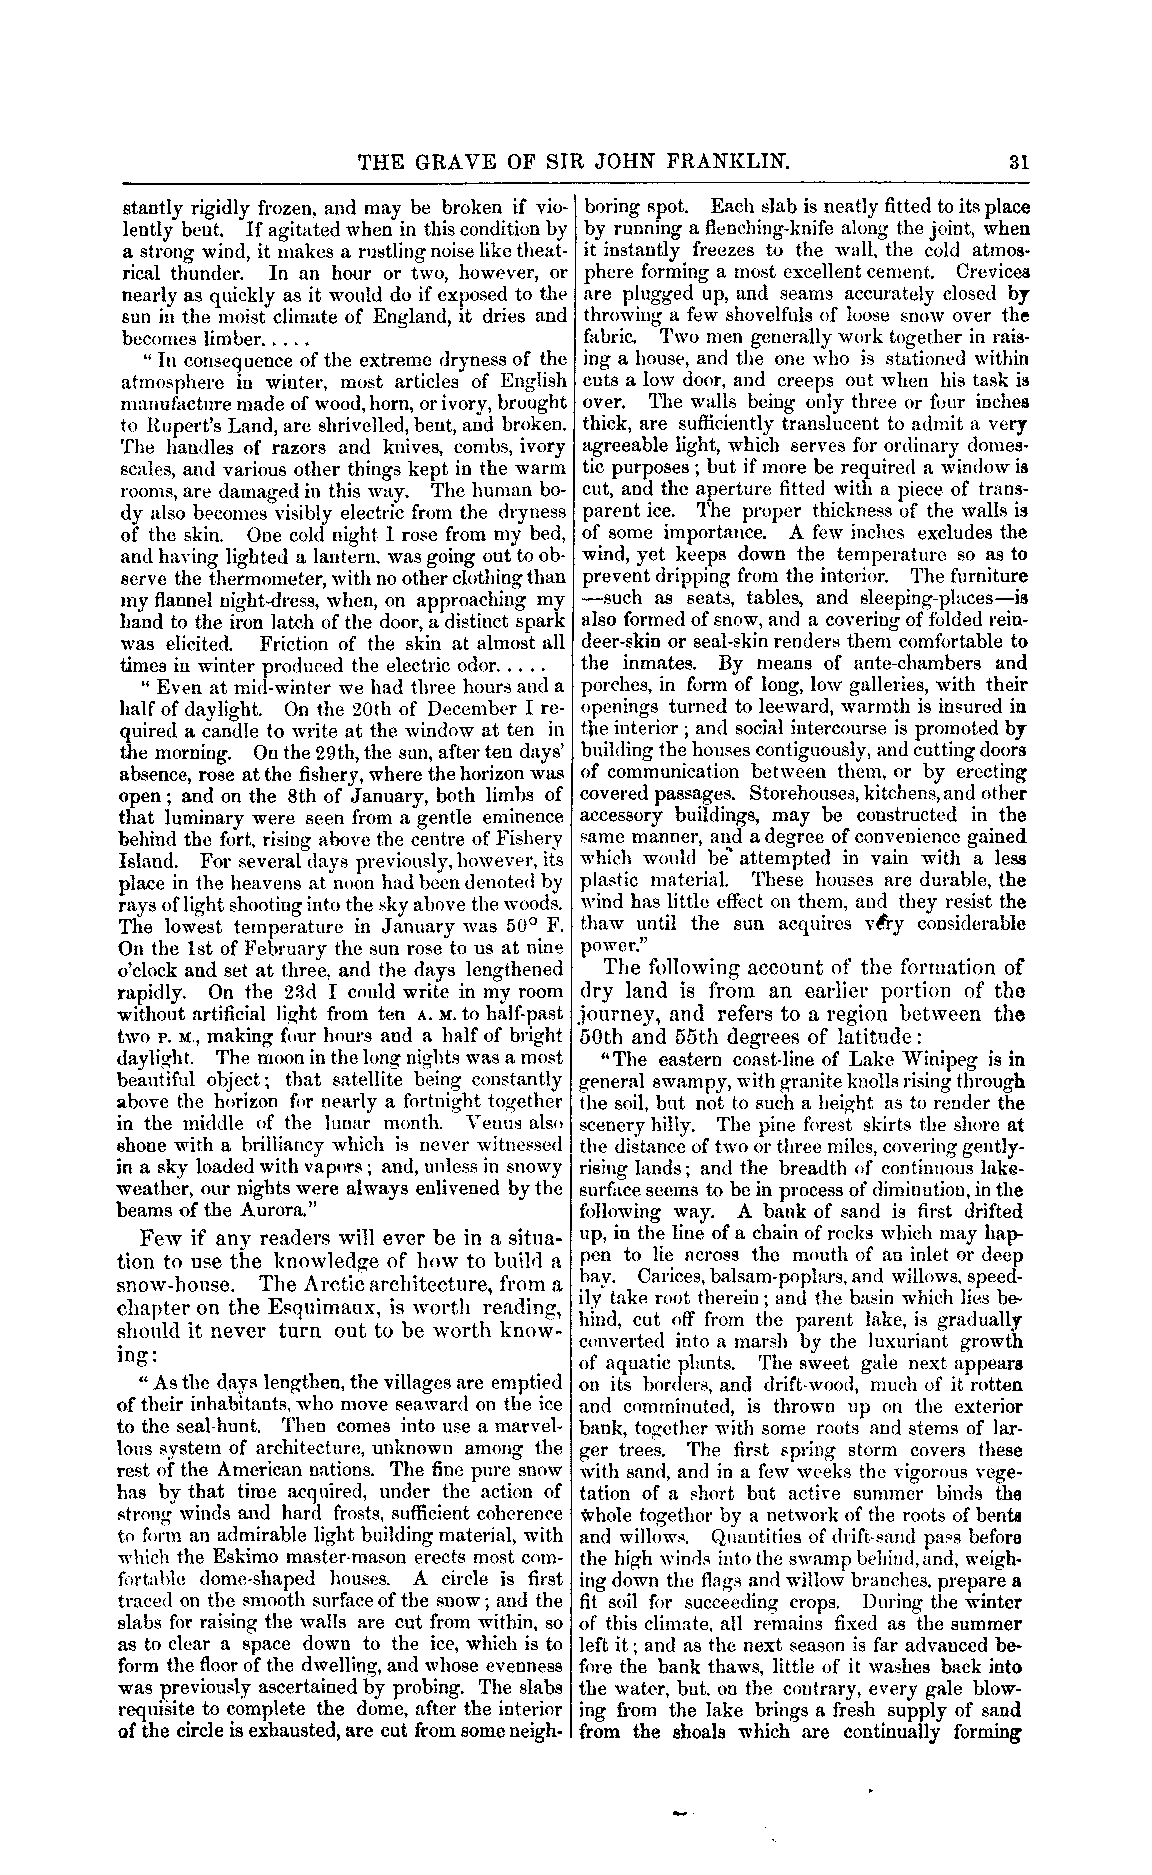 THE GRAVE OF SIR JOHN FRANKLIN. 31
stantly rigidly frozen, and may be broken if vio-
lently bent. If agitated when in this condition by
a strong wind, it makes a rustling noise like theat-
rical thunder. In an hour or two, however, or
nearly as quickly as it would do if exposed to the
sun in the moist climate of England, it dries and
becomes limber.....
“ In consequence of the extreme dryness of the
atmosphere in winter, most articles of English
manufacture made of wood, horn, or ivory, brought
to Rupert’s Land, are shrivelled, bent, and broken.
The handles of razors and knives, combs, ivory
scales, and various other things kept in the warm
rooms, are damaged in this way. The human bo-
dy also becomes visibly electric from the dryness
of the skin. One cold night I rose from my bed,
and having lighted a lantern, was going out to ob-
serve the thermometer, with no other clothing than
my flannel night-dress, when, on approaching my
hand to the iron latch of the door, a distinct spark
was elicited. Friction of the skin at almost all
times in winter produced the electric odor.....
“ Even at mid-winter we had three hours and a
half of daylight. On the 20th of December I re-
quired a candle to write at the window at ten in
the morning. On the 29th, the sun, after ten days’
absence, rose at the fishery, where the horizon was
open ; and on the 8th of January, both limbs of
that luminary were seen from a gentle eminence
behind the fort, rising above the centre of Fishery
Island. For several days previously, however, its
place in the heavens at noon had been denoted by
rays of light shooting into the sky above the woods.
The lowest temperature in January was 50° F.
On the 1st of February the sun rose to us at nine
o’clock and set at three, and the days lengthened
rapidly. On the 23d I could write in my room
without artificial light from ten A. M. to half-past
two P. M., making four hours and a half of bright
daylight. The moon in the long nights was a most
beautiful object ; that satellite being constantly
above the horizon for nearly a fortnight together
in the middle of the lunar month. Venus also
shone with a brilliancy which is never witnessed
in a sky loaded with vapors ; and, unless in snowy
weather, our nights were always enlivened by the
beams of the Aurora.”
Few if any readers will ever be in a situa-
tion to use the knowledge of how to build a
snow-house. The Arctic architecture, from a
chapter on the Esquimaux, is worth reading,
should it never turn out to be worth know-
ing :
“ As the days lengthen, the villages are emptied
of their inhabitants, who move seaward on the ice
to the seal-hunt. Then comes into use a marvel-
lous system of architecture, unknown among the
rest of the American nations. The fine pure snow
has by that time acquired, under the action of
strong winds and hard frosts, sufficient coherence
to form an admirable light building material, with
which the Eskimo master-mason erects most com-
fortable dome-shaped houses. A circle is first
traced on the smooth surface of the snow ; and the
slabs for raising the walls are cut from within, so
as to clear a space down to the ice, which is to
form the floor of the dwelling, and whose evenness
was previously ascertained by probing. The slabs
requisite to complete the dome, after the interior
of the circle is exhausted, are cut from some neigh-
boring spot. Each slab is neatly fitted to its place
by running a flenching-knife along the joint, when
it instantly freezes to the wall, the cold atmos-
phere forming a most excellent cement. Crevices
are plugged up, and seams accurately closed by
throwing a few shovelfuls of loose snow over the
fabric. Two men generally work together in rais-
ing a house, and the one who is stationed within
cuts a low door, and creeps out when his task is
over. The walls being only three or four inches
thick, are sufficiently translucent to admit a very
agreeable light, which serves for ordinary domes-
tic purposes ; but if more be required a window is
cut, and the aperture fitted with a piece of trans-
parent ice. The proper thickness of the walls is
of some importance. A few inches excludes the
wind, yet keeps down the temperature so as to
prevent dripping from the interior. The furniture
—such as seats, tables, and sleeping-places—is
also formed of snow, and a covering of folded rein-
deer-skin or seal-skin renders them comfortable to
the inmates. By means of ante-chambers and
porches, in form of long, low galleries, with their
openings turned to leeward, warmth is insured in
the interior ; and social intercourse is promoted by
building the houses contiguously, and cutting doors
of communication between them, or by erecting
covered passages. Storehouses, kitchens, and other
accessory buildings, may be constructed in the
same manner, and a degree of convenience gained
which would be attempted in vain with a less
plastic material. These houses are durable, the
wind has little effect on them, and they resist the
thaw until the sun acquires very considerable
power.”
The following account of the formation of
dry land is from an earlier portion of the
journey, and refers to a region between the
50th and 55th degrees of latitude :
“The eastern coast-line of Lake Winipeg is in
general swampy, with granite knolls rising through
the soil, but not to such a height as to render the
scenery hilly. The pine forest skirts the shore at
the distance of two or three miles, covering gently-
rising lands ; and the breadth of continuous lake-
surface seems to be in process of diminution, in the
following way. A bank of sand is first drifted
up, in the line of a chain of rocks which may hap-
pen to lie across the mouth of an inlet or deep
bay. Carices, balsam-poplars, and willows, speed-
ily take root therein ; and the basin which lies be-
hind, cut off from the parent lake, is gradually
converted into a marsh by the luxuriant growth
of aquatic plants. The sweet gale next appears
on its borders, and drift-wood, much of it rotten
and comminuted, is thrown up on the exterior
bank, together with some roots and stems of lar-
ger trees. The first spring storm covers these
with sand, and in a few weeks the vigorous vege-
tation of a short but active summer binds the
whole togethor by a network of the roots of bents
and willows. Quantities of drift-sand pass before
the high winds into the swamp behind, and, weigh-
ing down the flags and willow branches, prepare a
fit soil for succeeding crops. During the winter
of this climate, all remains fixed as the summer
left it ; and as the next season is far advanced be-
fore the bank thaws, little of it washes back into
the water, but, on the contrary, every gale blow-
ing from the lake brings a fresh supply of sand
from the shoals which are continually forming